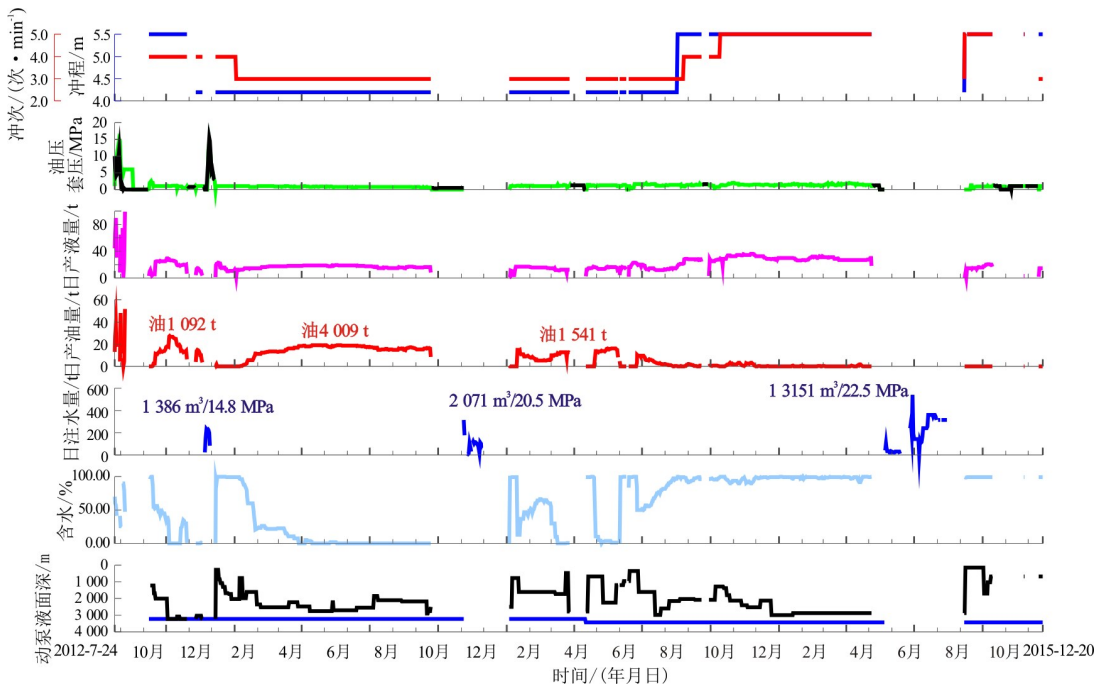 冲次/(次·min⁻¹)
5.0
4.0
3.0
2.0
冲程/m
5.5
5.0
4.5
4.0
油压
套压/MPa
20
15
10
5
0
日产液量/t
80
40
0
日产油量/t
60
40
20
0
油1 092 t
油4 009 t
油1 541 t
日注水量/t
600
400
200
0
1 386 m³/14.8 MPa
2 071 m³/20.5 MPa
1 3151 m³/22.5 MPa
含水/%
100.00
50.00
0.00
动泵液面深/m
0
1 000
2 000
3 000
4 000
2012-7-24 10月 12月 2月 4月 6月 8月 10月 12月 2月 4月 6月 8月 10月 12月 2月 4月 6月 8月 10月 2015-12-20
时间/(年月日)